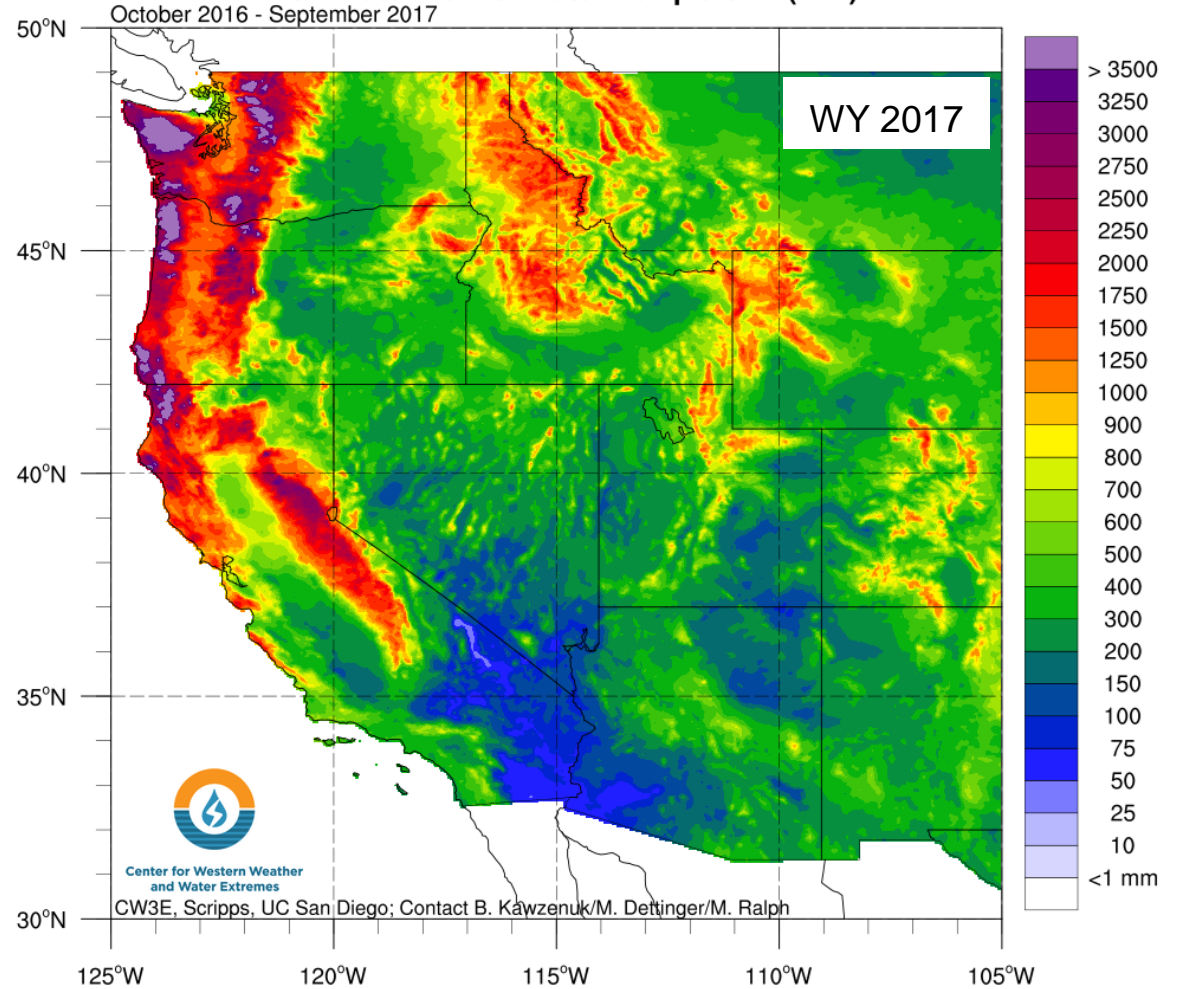 October 2016 - September 2017
50°N
45°N
40°N
35°N
30°N
125°W
120°W
115°W
110°W
105°W
WY 2017
> 3500
3250
3000
2750
2500
2250
2000
1750
1500
1250
1000
900
800
700
600
500
400
300
200
150
100
75
50
25
10
<1 mm
Center for Western Weather
and Water Extremes
CW3E, Scripps, UC San Diego; Contact B. Kawzenuk/M. Dettinger/M. Ralph